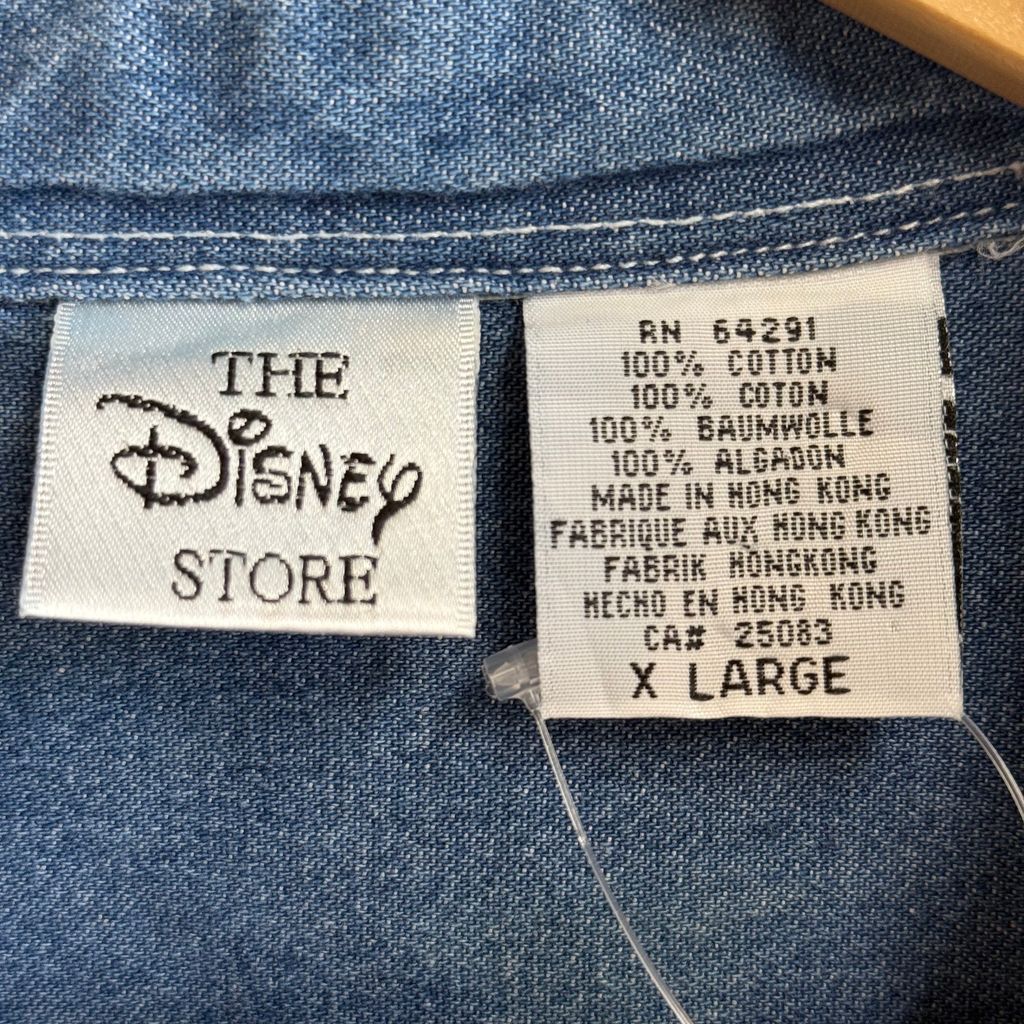 THE
Disney
STORE
RN 64291
100% COTTON
100% COTON
100% BAUMWOLLE
100% ALGADON
MADE IN HONG KONG
FABRIQUE AUX HONG KONG
FABRIK HONGKONG
HECHO EN HONG KONG
CA# 25083
X LARGE